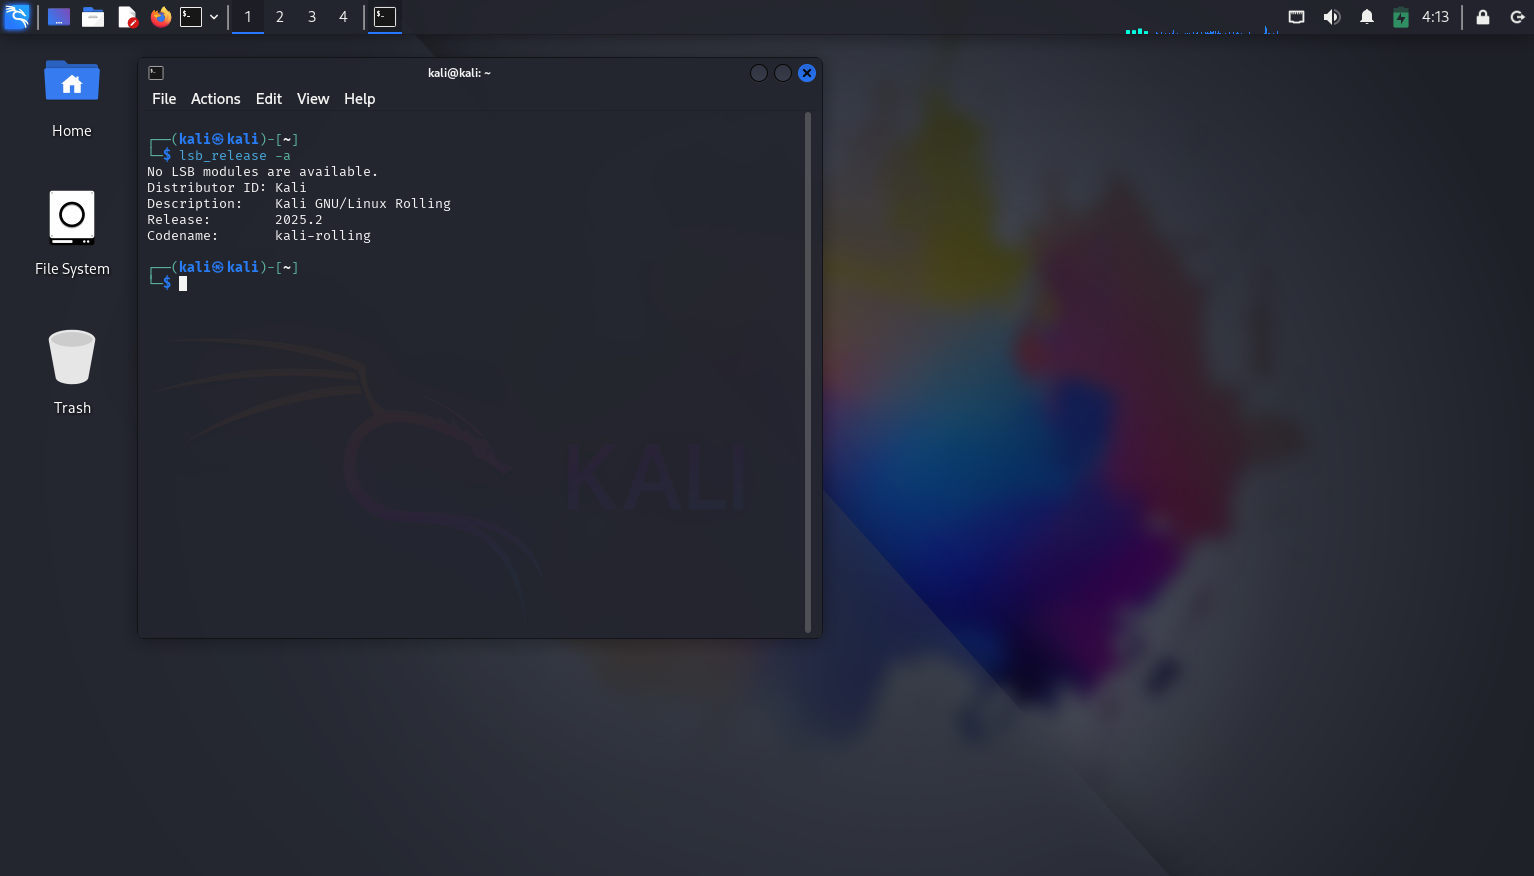 1 2 3 4
4:13
Home
File System
Trash
kali@kali: ~
File Actions Edit View Help
┌──(kali㉿kali)-[~]
└─$ lsb_release -a
No LSB modules are available.
Distributor ID: Kali
Description:    Kali GNU/Linux Rolling
Release:        2025.2
Codename:       kali-rolling
┌──(kali㉿kali)-[~]
└─$
KALI